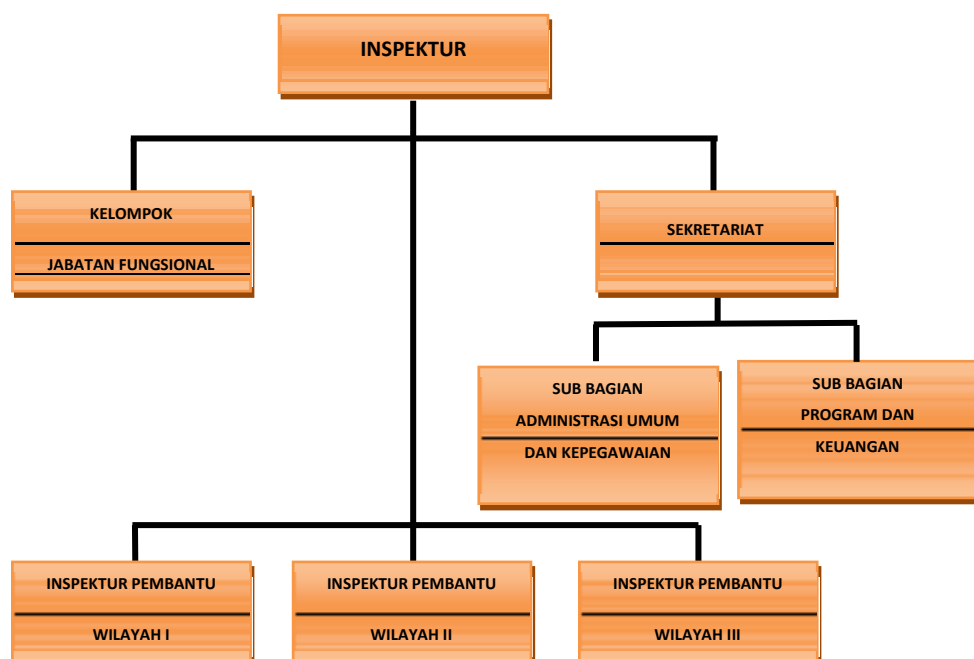 INSPEKTUR
KELOMPOK
JABATAN FUNGSIONAL
SEKRETARIAT
SUB BAGIAN
ADMINISTRASI UMUM
DAN KEPEGAWAIAN
SUB BAGIAN
PROGRAM DAN
KEUANGAN
INSPEKTUR PEMBANTU
WILAYAH I
INSPEKTUR PEMBANTU
WILAYAH II
INSPEKTUR PEMBANTU
WILAYAH III